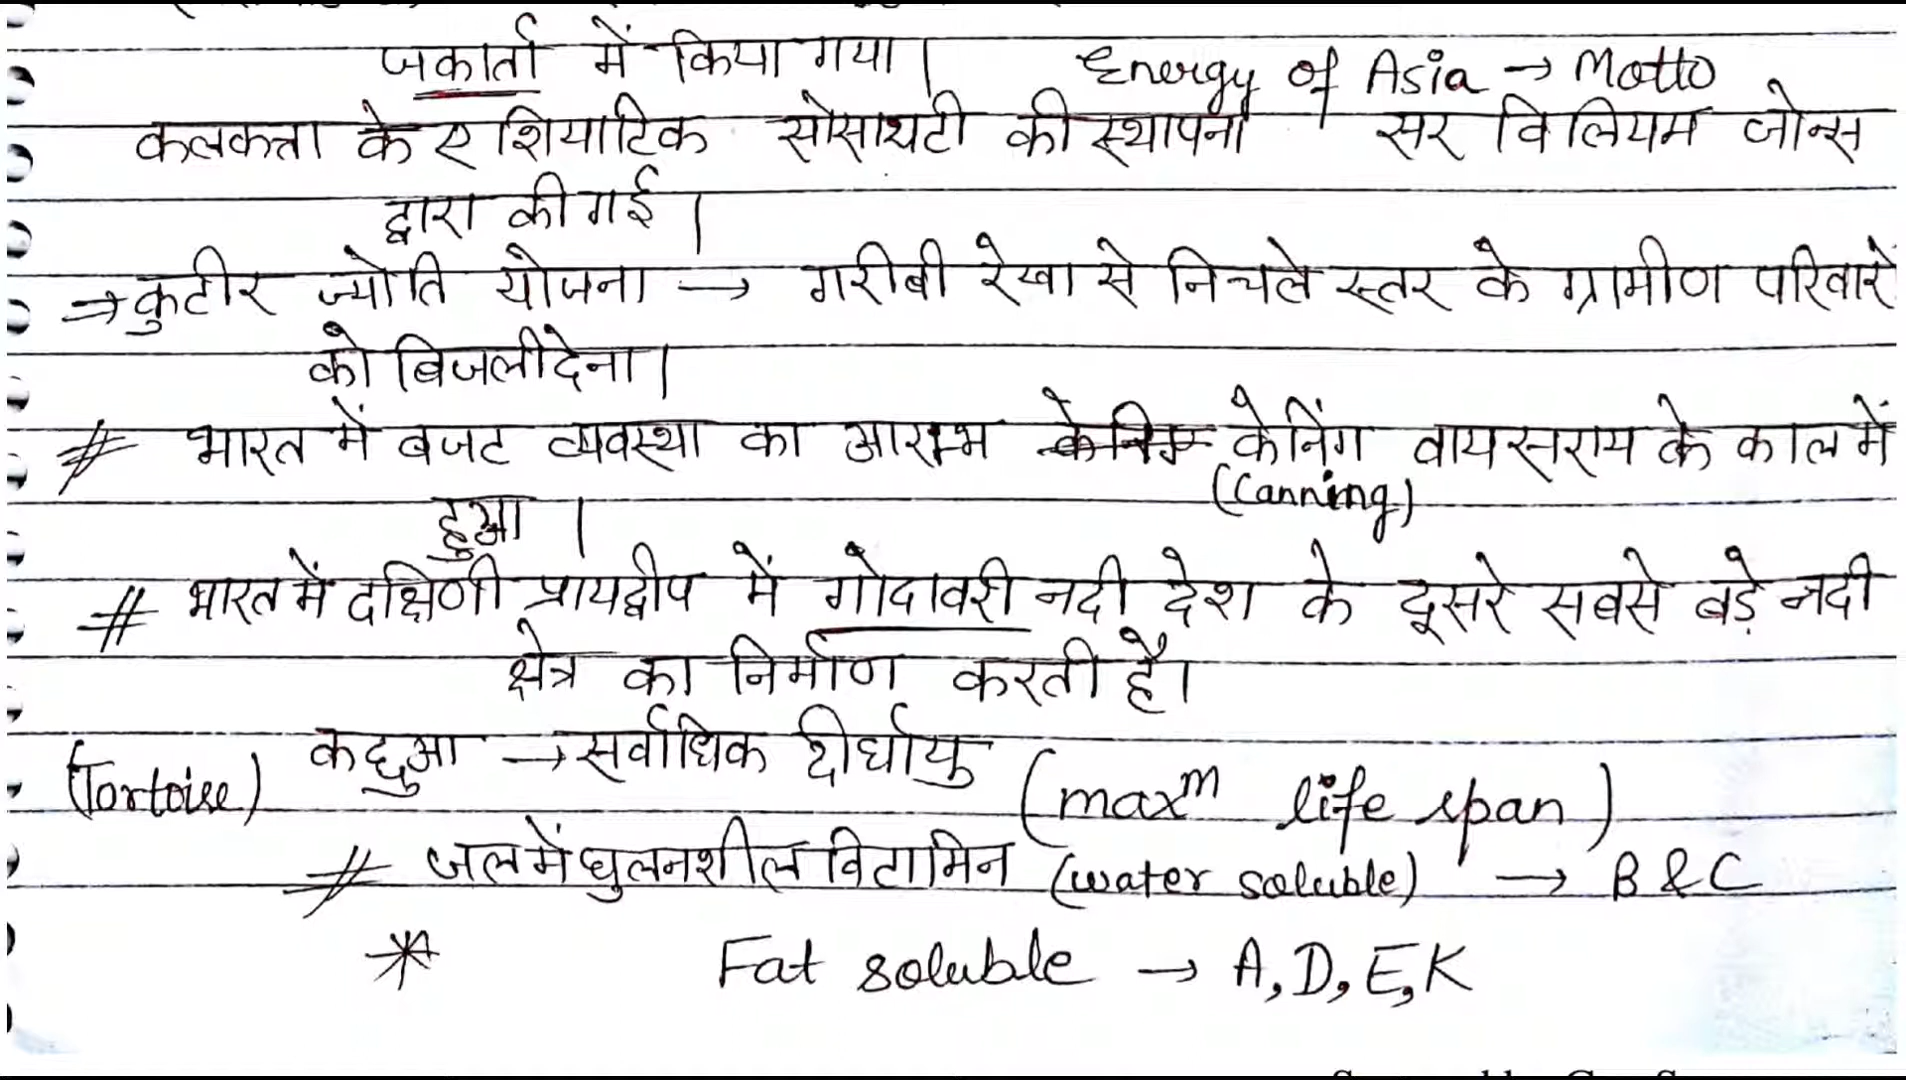 जकार्ता में किया गया। Energy of Asia → Motto
कलकत्ता के एशियाटिक सोसायटी की स्थापना सर विलियम जोन्स
द्वारा की गई।
→ कुटीर ज्योति योजना → गरीबी रेखा से निचले स्तर के ग्रामीण परिवारों
को बिजली देना।
# भारत में बजट व्यवस्था का आरम्भ केनिंग वायसराय के काल में
(Canning)
हुआ।
# भारत में दक्षिणी प्रायद्वीप में गोदावरी नदी देश के दूसरे सबसे बड़े नदी
क्षेत्र का निर्माण करती है।
(Tortoise) कछुआ → सर्वाधिक दीर्घायु (max^m life span)
# जल में घुलनशील विटामिन (water soluble) → B & C
* Fat soluble → A, D, E, K